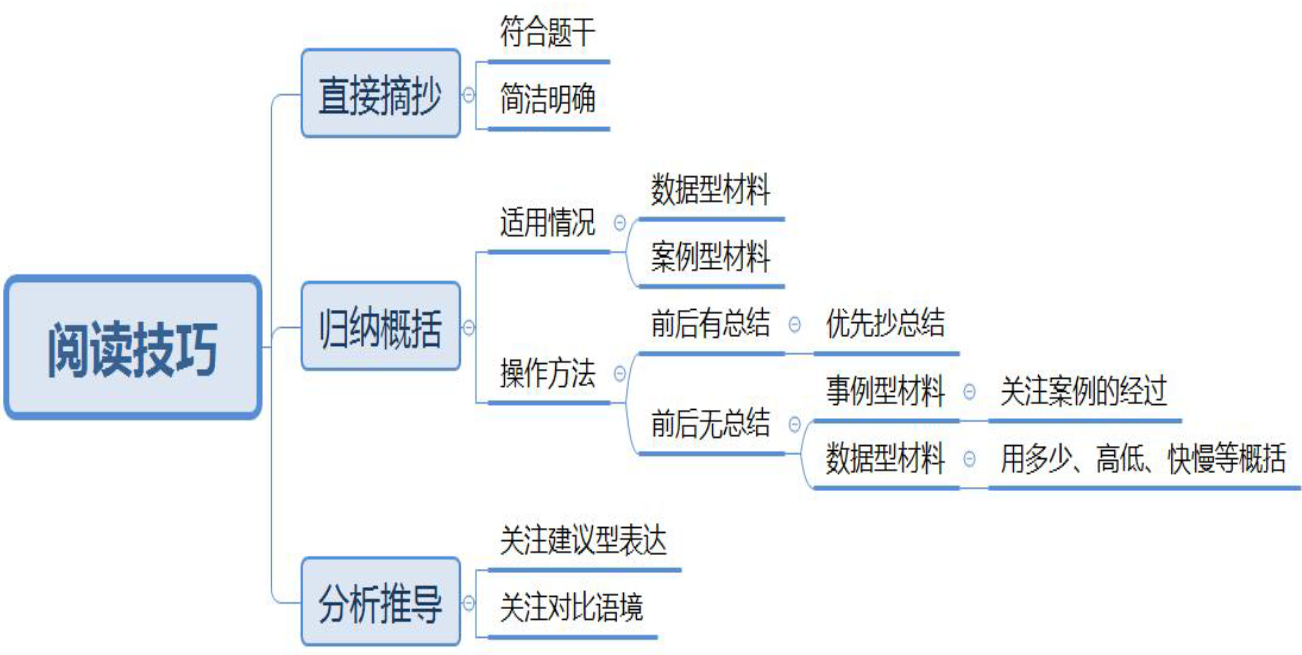 阅读技巧
直接摘抄
符合题干
简洁明确
归纳概括
适用情况
数据型材料
案例型材料
操作方法
前后有总结
优先抄总结
前后无总结
事例型材料
关注案例的经过
数据型材料
用多少、高低、快慢等概括
分析推导
关注建议型表达
关注对比语境